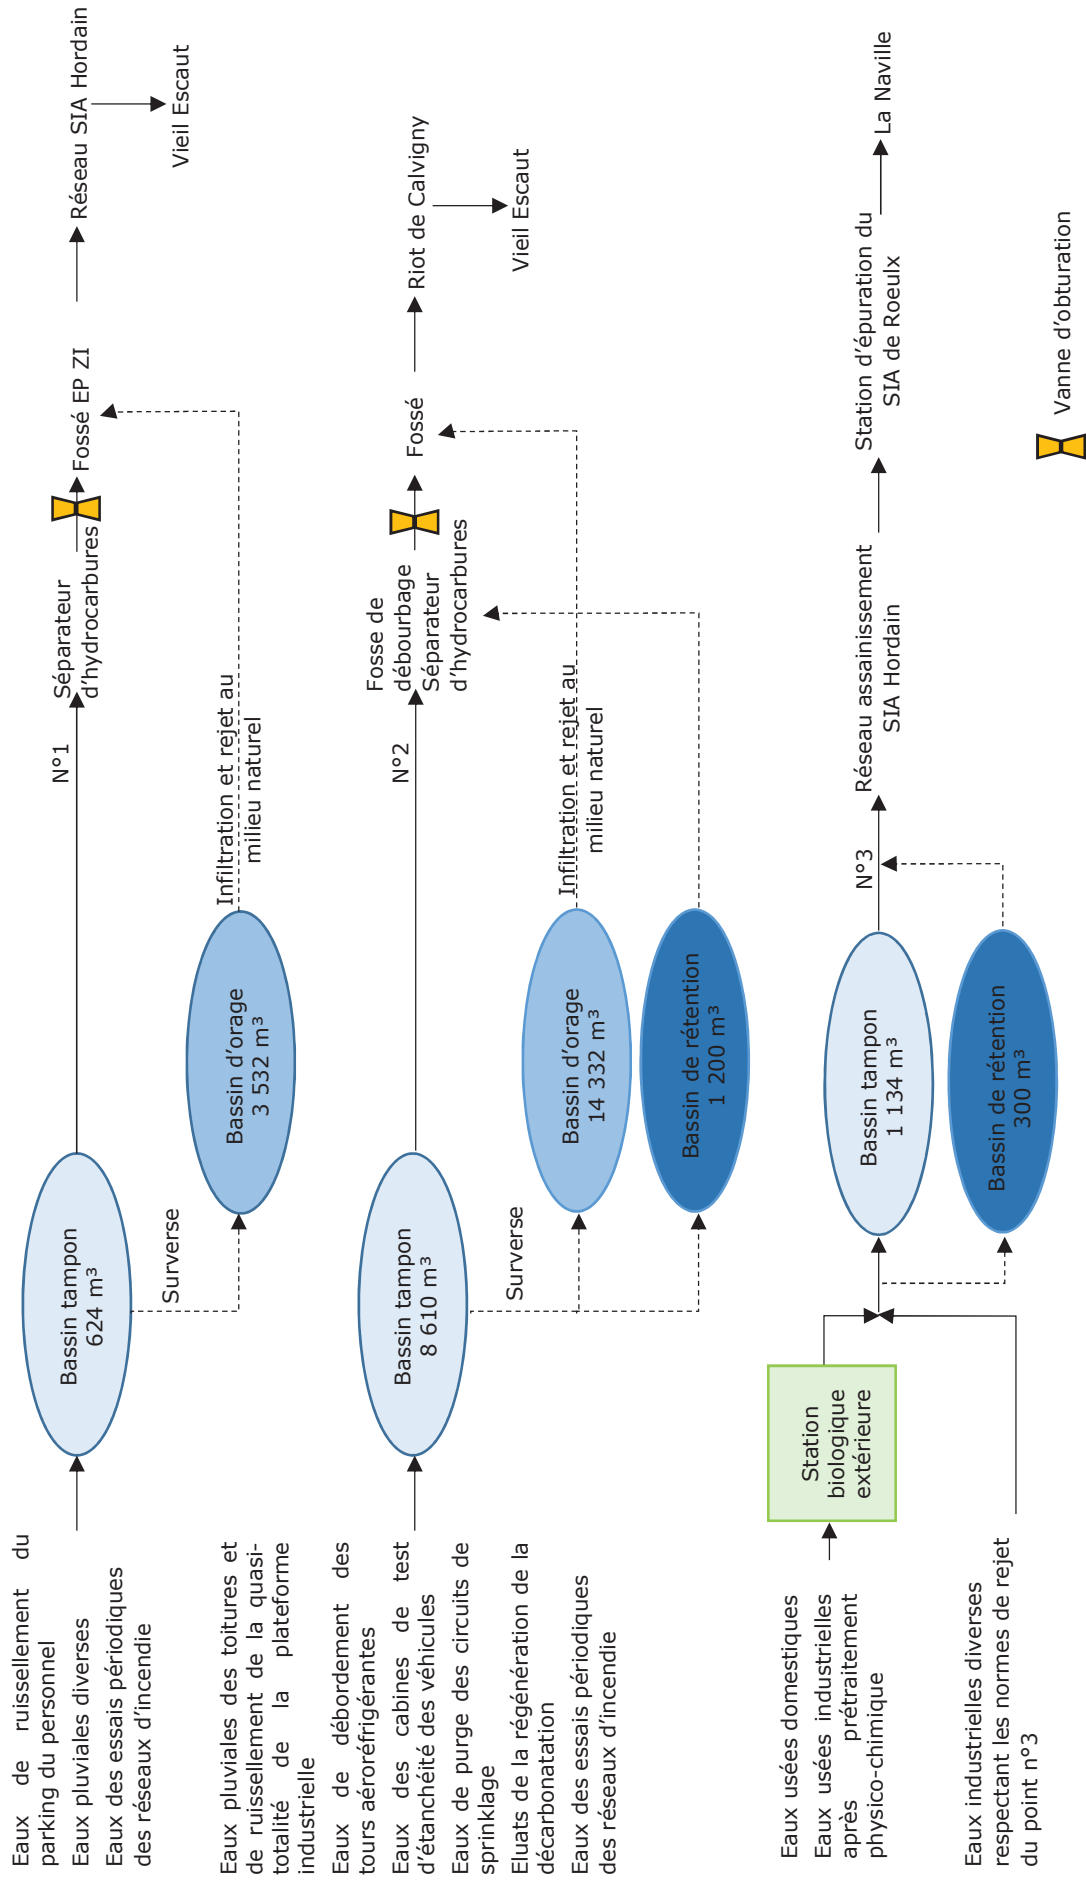 Eaux de ruissellement du
parking du personnel
Eaux pluviales diverses
Eaux des essais périodiques
des réseaux d'incendie
Bassin tampon
624 m³
Surverse
Bassin d'orage
3 532 m³
Infiltration et rejet au
milieu naturel
N°1
Séparateur
d'hydrocarbures
Fossé EP ZI
Réseau SIA Hordain
Vieil Escaut
Eaux pluviales des toitures et
de ruissellement de la quasi-
totalité de la plateforme
industrielle
Eaux de débordement des
tours aéroréfrigérantes
Eaux des cabines de test
d'étanchéité des véhicules
Eaux de purge des circuits de
sprinklage
Eluats de la régénération de la
décarbonatation
Eaux des essais périodiques
des réseaux d'incendie
Bassin tampon
8 610 m³
Surverse
Bassin d'orage
14 332 m³
Bassin de rétention
1 200 m³
Infiltration et rejet au
milieu naturel
N°2
Fosse de
débourbage
Séparateur
d'hydrocarbures
Fossé
Riot de Calvigny
Vieil Escaut
Eaux usées domestiques
Eaux usées industrielles
après prétraitement
physico-chimique
Eaux industrielles diverses
respectant les normes de rejet
du point n°3
Station
biologique
extérieure
Bassin tampon
1 134 m³
Bassin de rétention
300 m³
N°3
Réseau assainissement
SIA Hordain
Station d'épuration du
SIA de Roeulx
La Naville
Vanne d'obturation